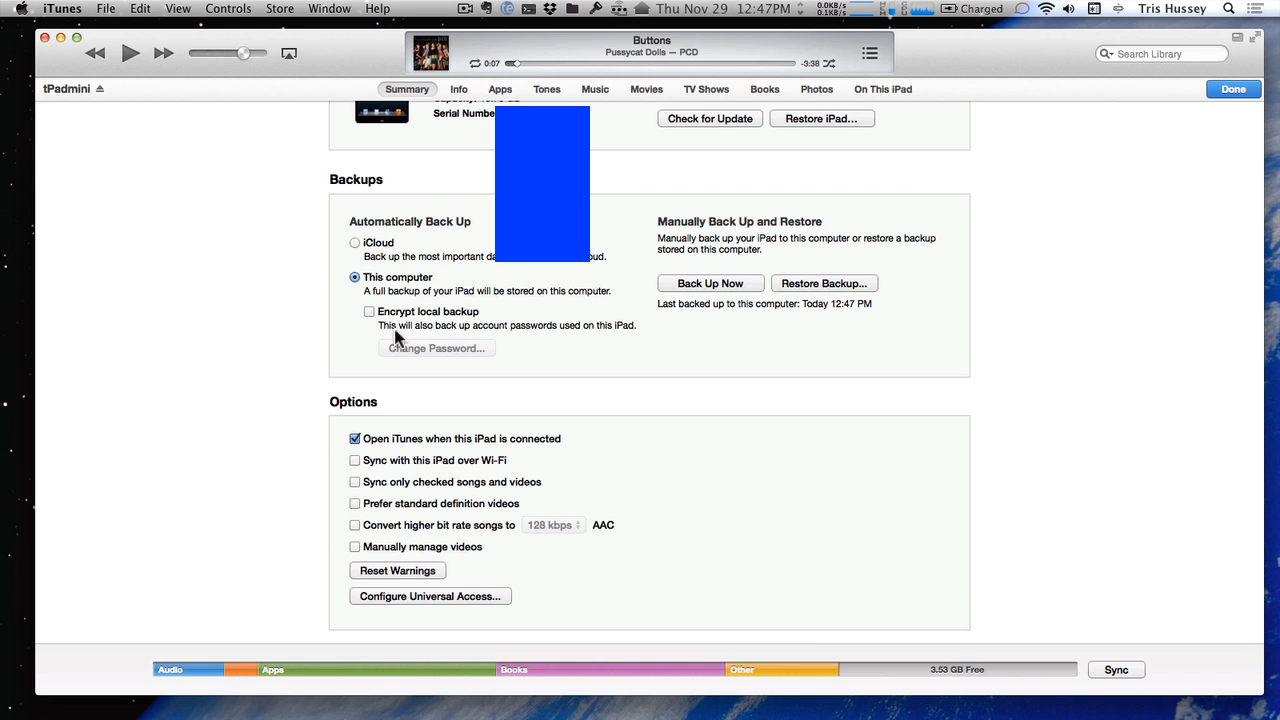 iTunes File Edit View Controls Store Window Help Thu Nov 29 12:47PM 0.0KB/s 0.1KB/s Charged Tris Hussey
Buttons
Pussycat Dolls — PCD
0:07 -3:38
Search Library
tPadmini Summary Info Apps Tones Music Movies TV Shows Books Photos On This iPad Done
Serial Numbe
Check for Update Restore iPad...
Backups
Automatically Back Up
iCloud
Back up the most important da oud.
This computer
A full backup of your iPad will be stored on this computer.
Encrypt local backup
This will also back up account passwords used on this iPad.
Change Password...
Manually Back Up and Restore
Manually back up your iPad to this computer or restore a backup
stored on this computer.
Back Up Now Restore Backup...
Last backed up to this computer: Today 12:47 PM
Options
Open iTunes when this iPad is connected
Sync with this iPad over Wi-Fi
Sync only checked songs and videos
Prefer standard definition videos
Convert higher bit rate songs to 128 kbps AAC
Manually manage videos
Reset Warnings
Configure Universal Access...
Audio Apps Books Other 3.53 GB Free Sync